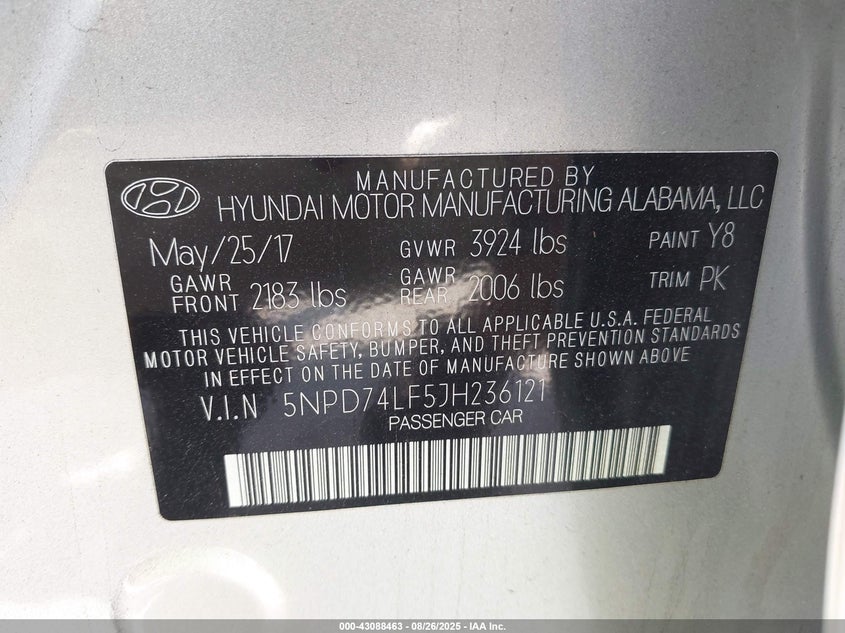 MANUFACTURED BY
HYUNDAI MOTOR MANUFACTURING ALABAMA, LLC
May/25/17 GVWR 3924 lbs PAINT Y8
GAWR FRONT 2183 lbs GAWR REAR 2006 lbs TRIM PK
THIS VEHICLE CONFORMS TO ALL APPLICABLE U.S.A. FEDERAL
MOTOR VEHICLE SAFETY, BUMPER, AND THEFT PREVENTION STANDARDS
IN EFFECT ON THE DATE OF MANUFACTURE SHOWN ABOVE
V.I.N 5NPD74LF5JH236121
PASSENGER CAR
000-43088463 - 08/26/2025 - IAA Inc.